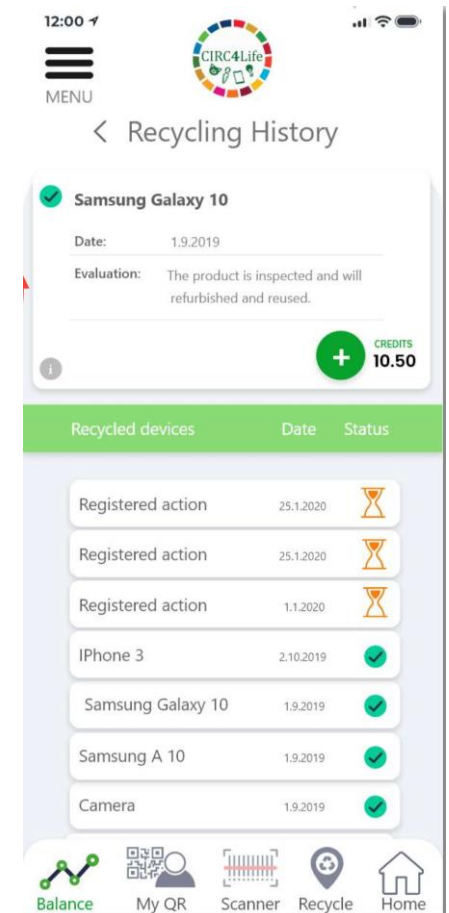 12:00
CIRC4Life
MENU
< Recycling History
Samsung Galaxy 10
Date: 1.9.2019
Evaluation: The product is inspected and will
refurbished and reused.
+ CREDITS
10.50
i
Recycled devices Date Status
Registered action 25.1.2020
Registered action 25.1.2020
Registered action 1.1.2020
IPhone 3 2.10.2019
Samsung Galaxy 10 1.9.2019
Samsung A 10 1.9.2019
Camera 1.9.2019
Balance My QR Scanner Recycle Home